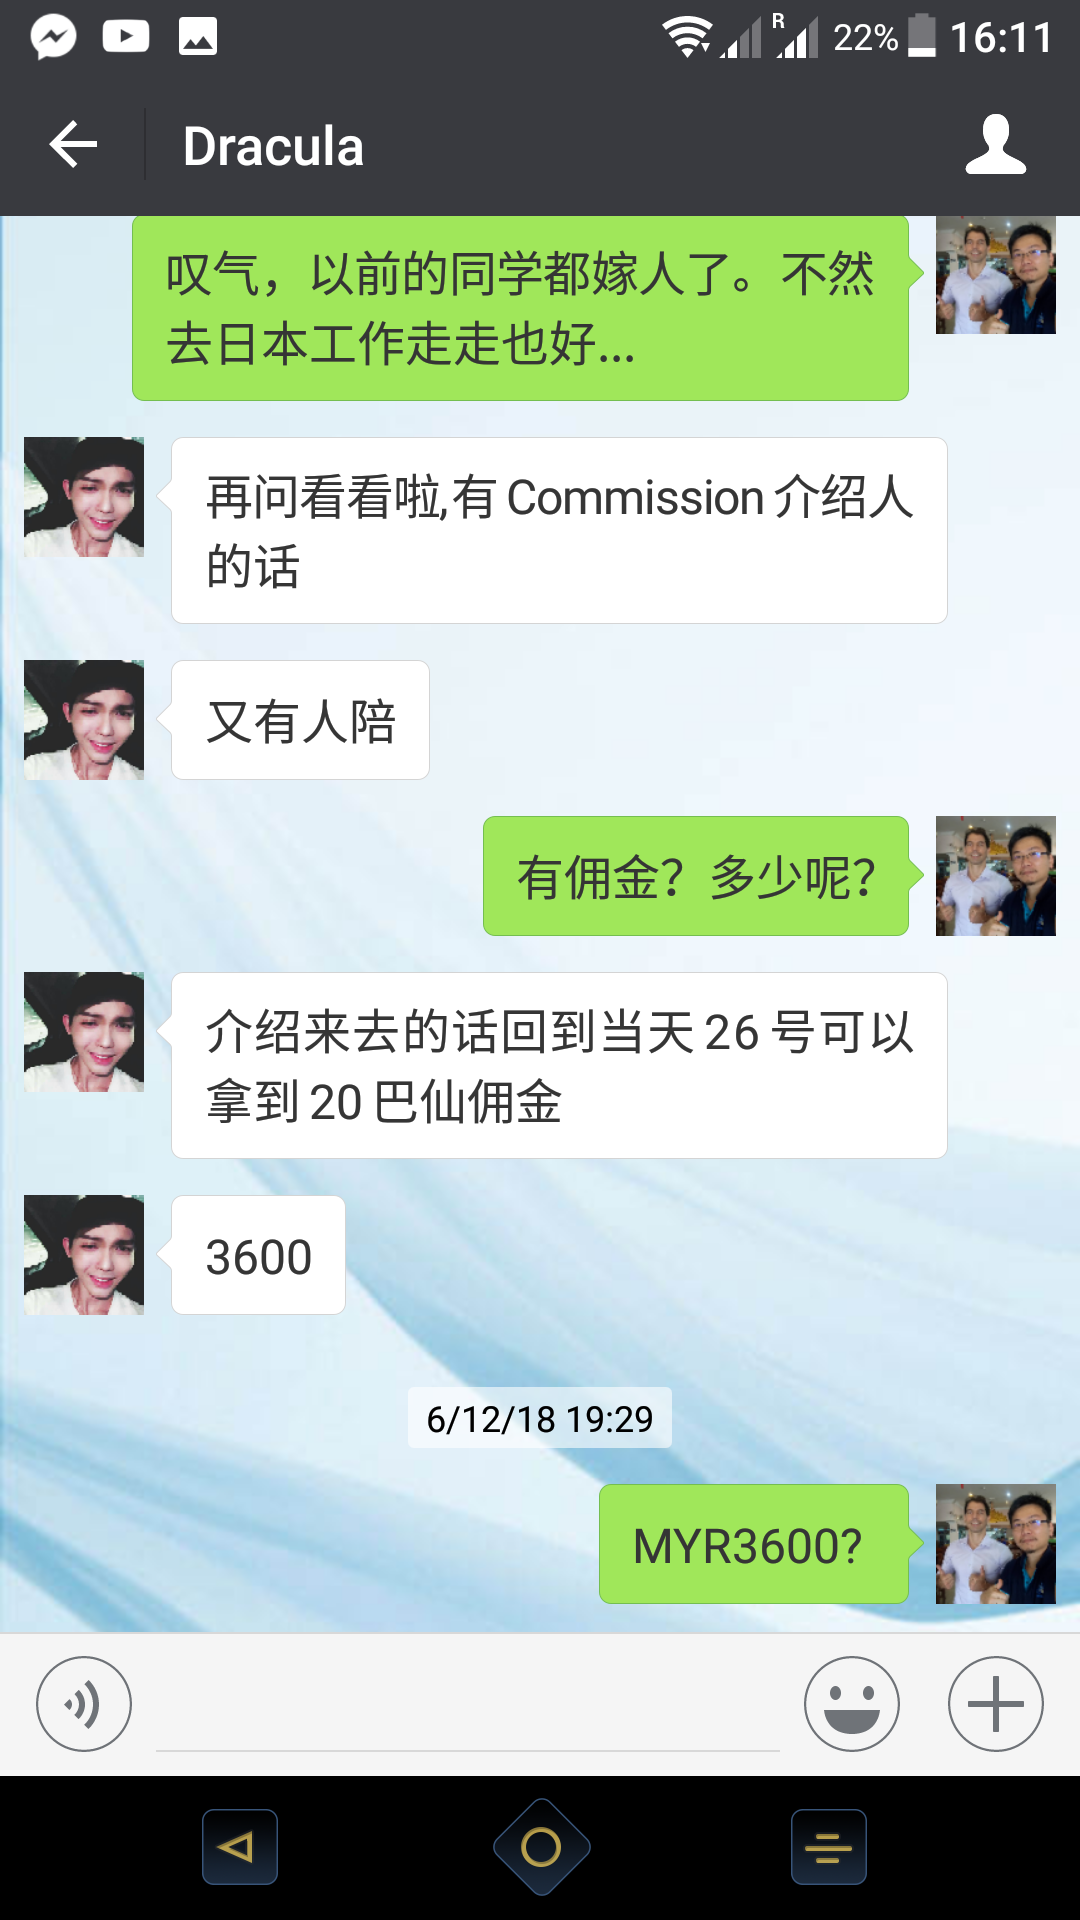 R 22% 16:11
Dracula
叹气，以前的同学都嫁人了。不然
去日本工作走走也好...
再问看看啦,有 Commission 介绍人
的话
又有人陪
有佣金？多少呢？
介绍来去的话回到当天 26 号可以
拿到 20 巴仙佣金
3600
6/12/18 19:29
MYR3600?